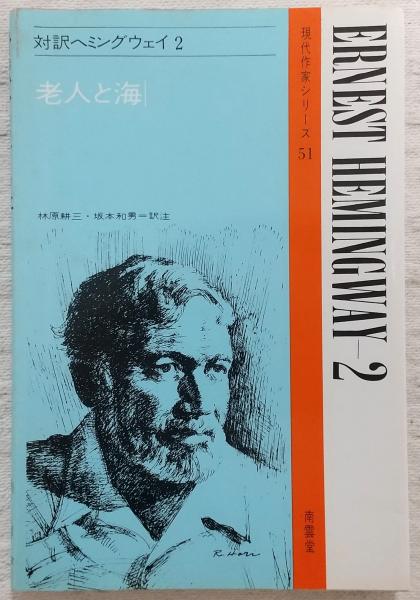 対訳ヘミングウェイ 2
老人と海
林原耕三・坂本和男＝訳注
現代作家シリーズ 51
ERNEST HEMINGWAY—2
南雲堂